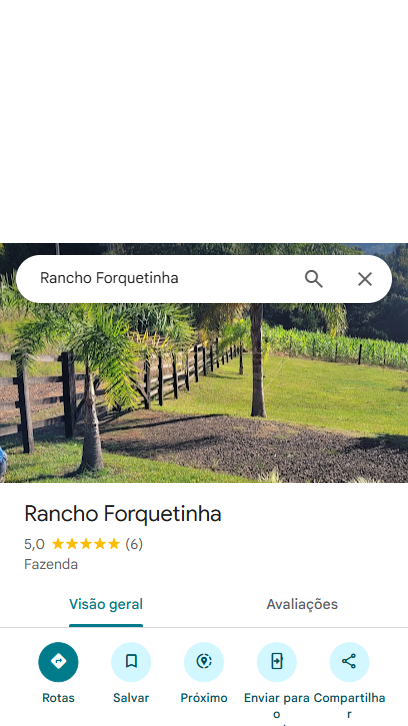 Rancho Forquetinha
Rancho Forquetinha
5,0 (6)
Fazenda
Visão geral Avaliações
Rotas Salvar Próximo Enviar para o Compartilhar